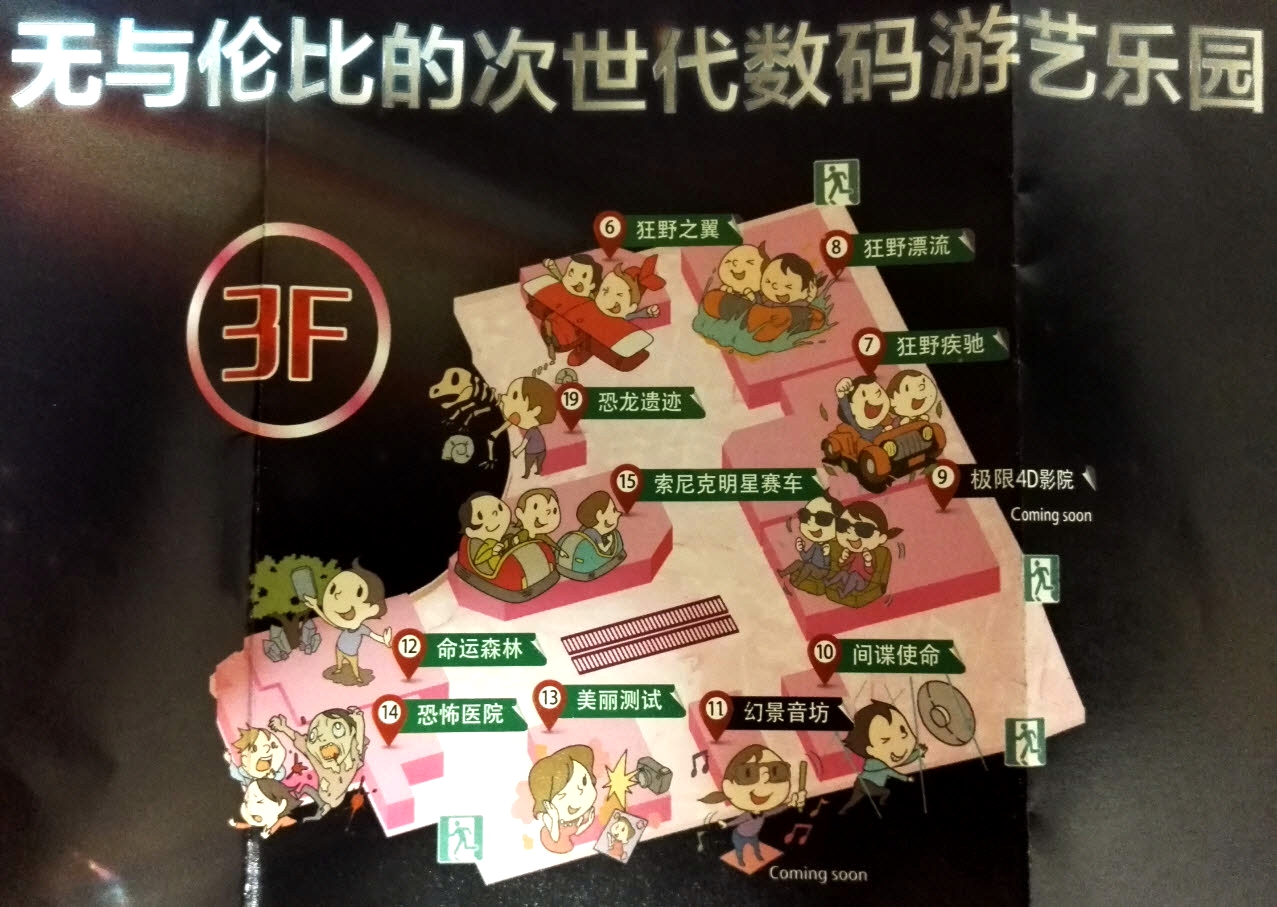 无与伦比的次世代数码游艺乐园
3F
6 狂野之翼
8 狂野漂流
7 狂野疾驰
19 恐龙遗迹
15 索尼克明星赛车
9 极限4D影院
Coming soon
12 命运森林
10 间谍使命
14 恐怖医院
13 美丽测试
11 幻景音坊
Coming soon